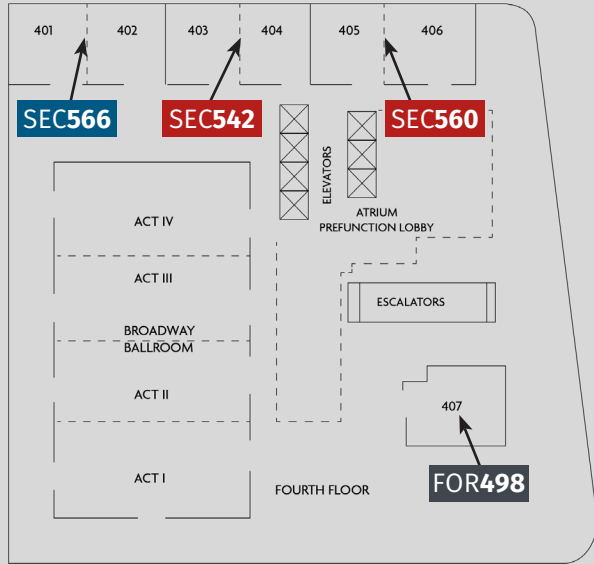 401
402
403
404
405
406
SEC566
SEC542
SEC560
ELEVATORS
ATRIUM
PREFUNCTION LOBBY
ACT IV
ACT III
ESCALATORS
BROADWAY
BALLROOM
ACT II
407
ACT I
FOURTH FLOOR
FOR498